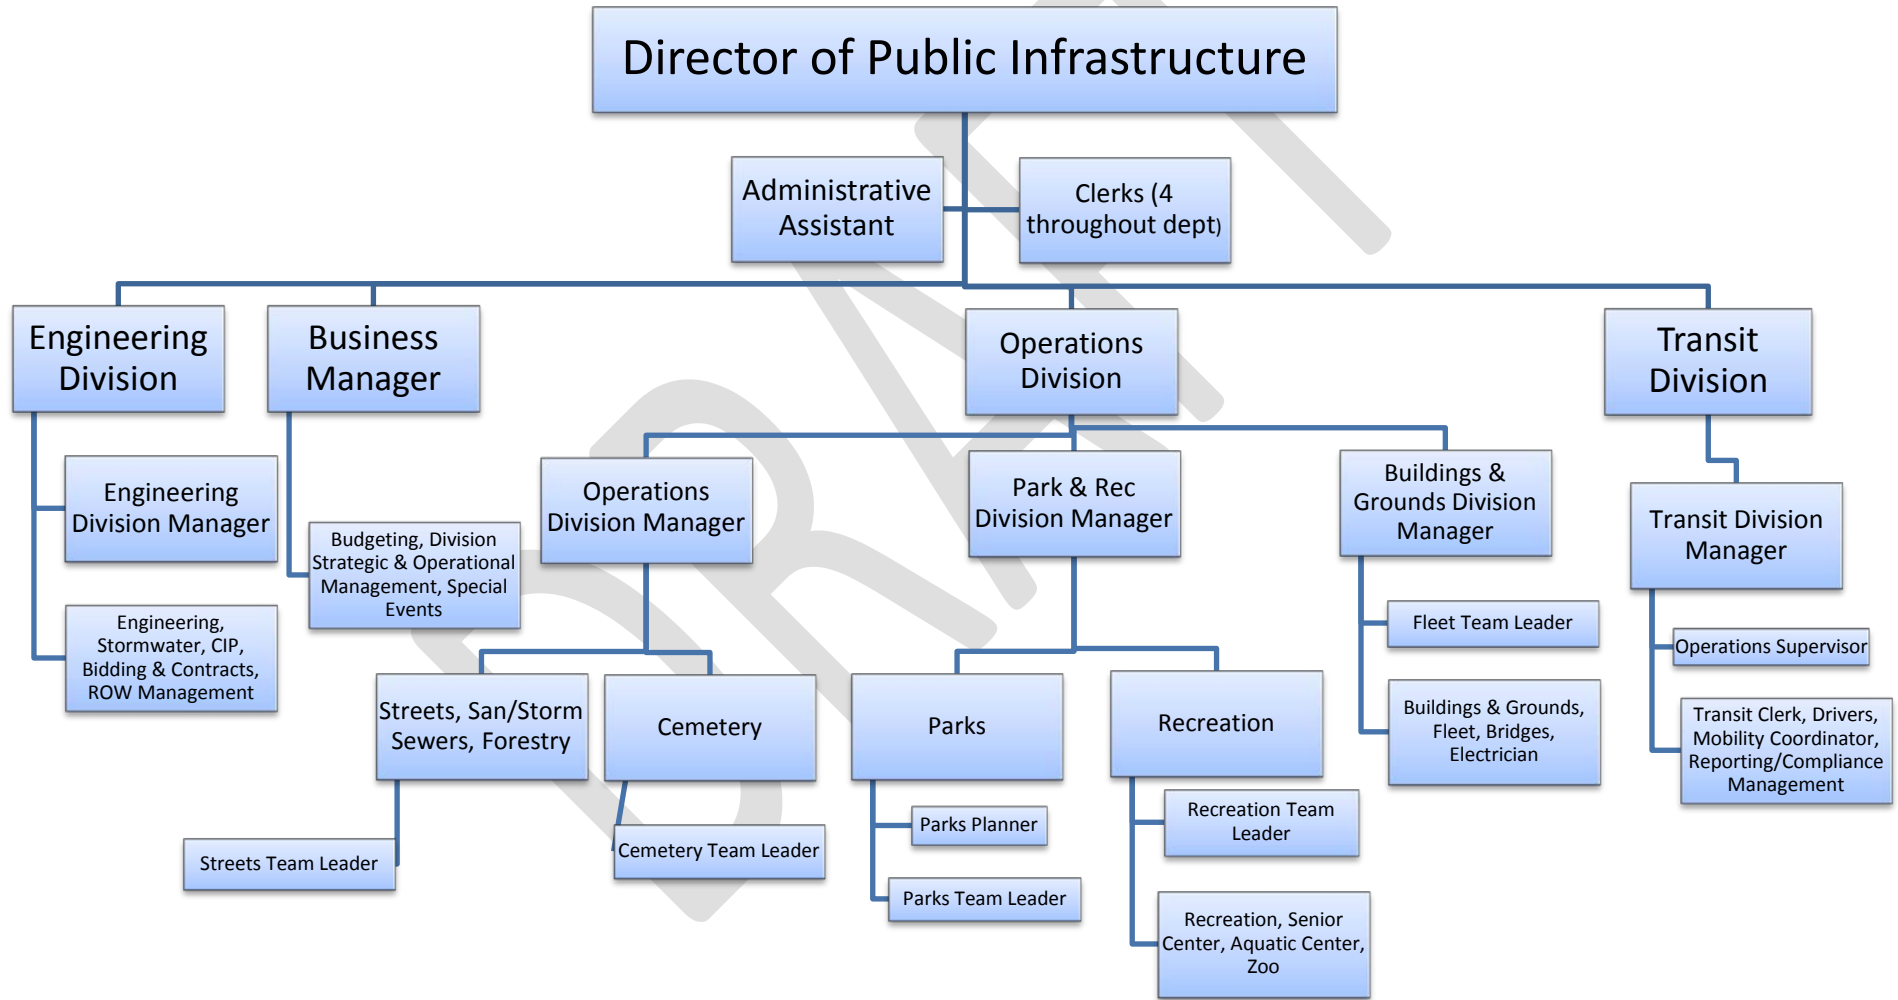 Director of Public Infrastructure
Administrative
Assistant
Clerks (4
throughout dept)
Engineering
Division
Business
Manager
Operations
Division
Transit
Division
Engineering
Division Manager
Engineering,
Stormwater, CIP,
Bidding & Contracts,
ROW Management
Budgeting, Division
Strategic & Operational
Management, Special
Events
Operations
Division Manager
Park & Rec
Division Manager
Buildings &
Grounds Division
Manager
Transit Division
Manager
Streets, San/Storm
Sewers, Forestry
Cemetery
Parks
Recreation
Fleet Team Leader
Buildings & Grounds,
Fleet, Bridges,
Electrician
Operations Supervisor
Transit Clerk, Drivers,
Mobility Coordinator,
Reporting/Compliance
Management
Streets Team Leader
Cemetery Team Leader
Parks Planner
Parks Team Leader
Recreation Team
Leader
Recreation, Senior
Center, Aquatic Center,
Zoo
DRAFT